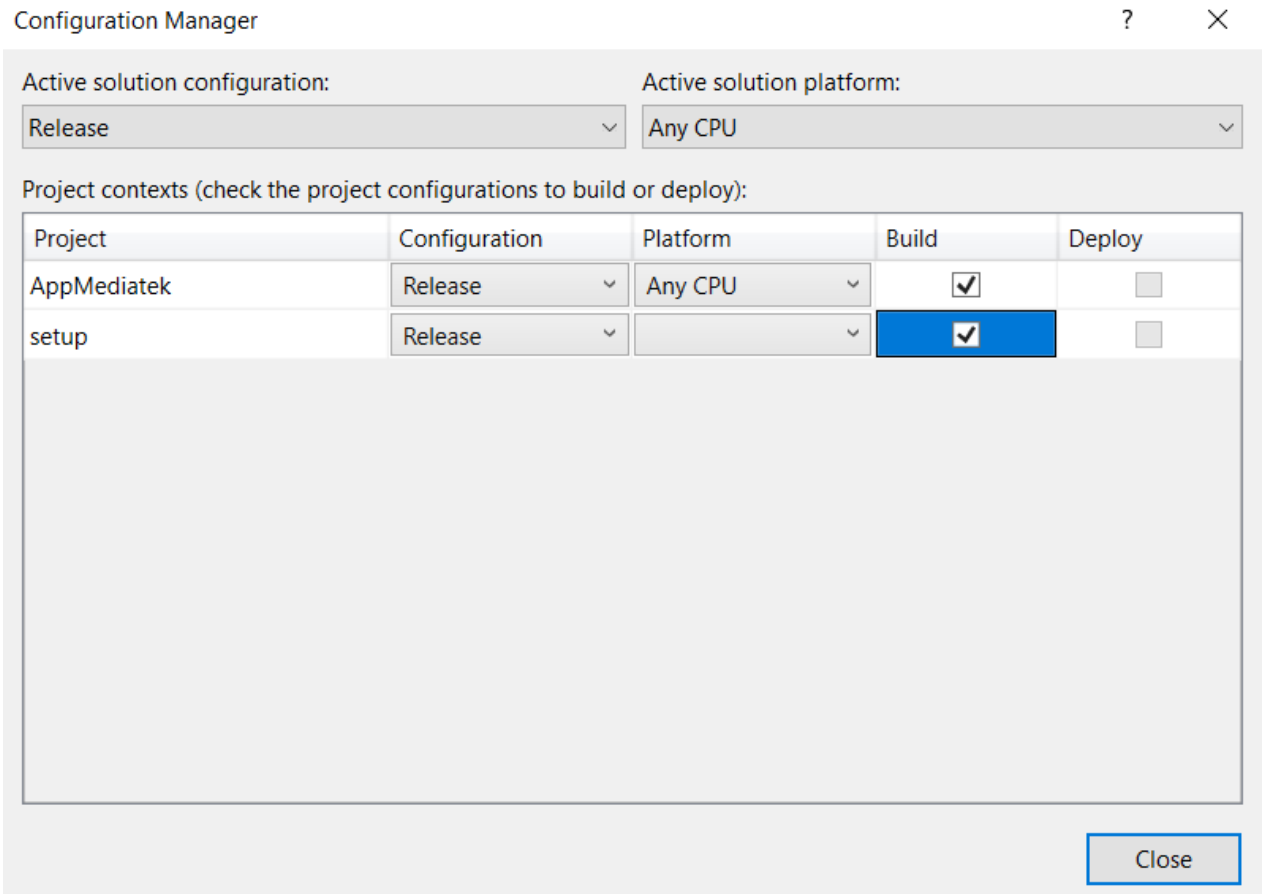 Configuration Manager ?
Active solution configuration: Active solution platform:
Release Any CPU
Project contexts (check the project configurations to build or deploy):
Project Configuration Platform Build Deploy
AppMediatek Release Any CPU
setup Release
Close